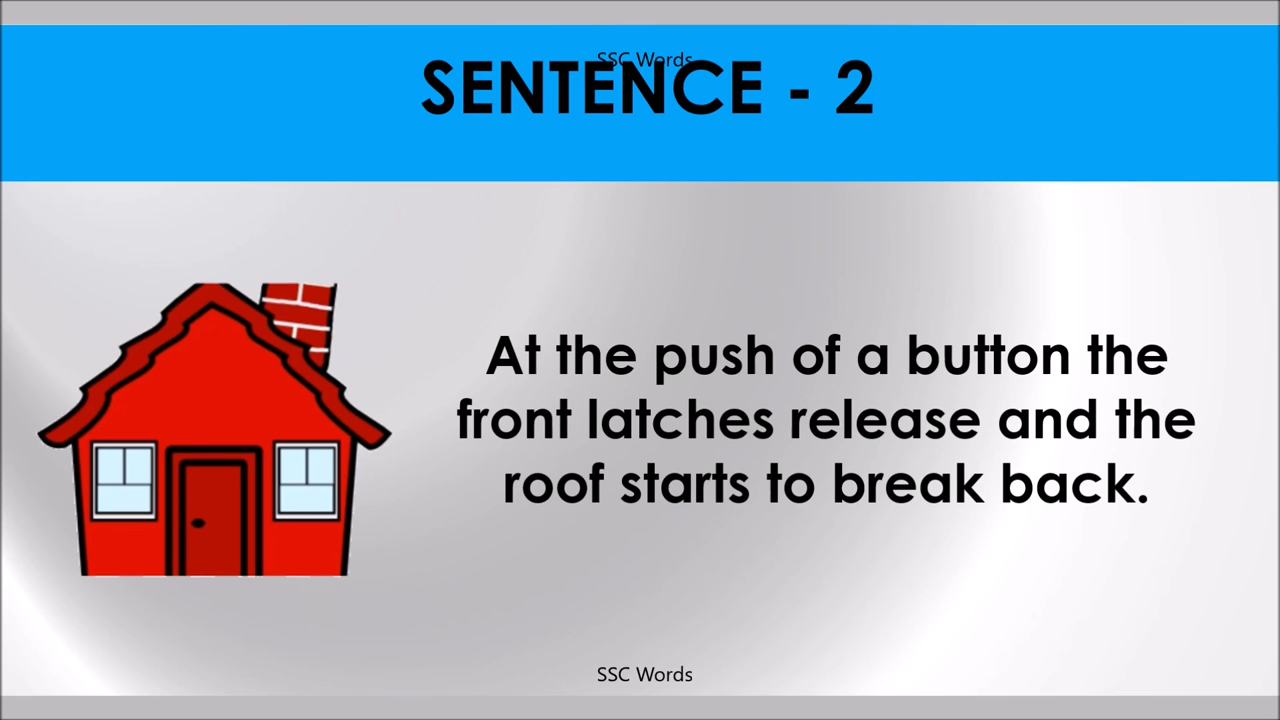 SSC Words
SENTENCE - 2
At the push of a button the
front latches release and the
roof starts to break back.
SSC Words